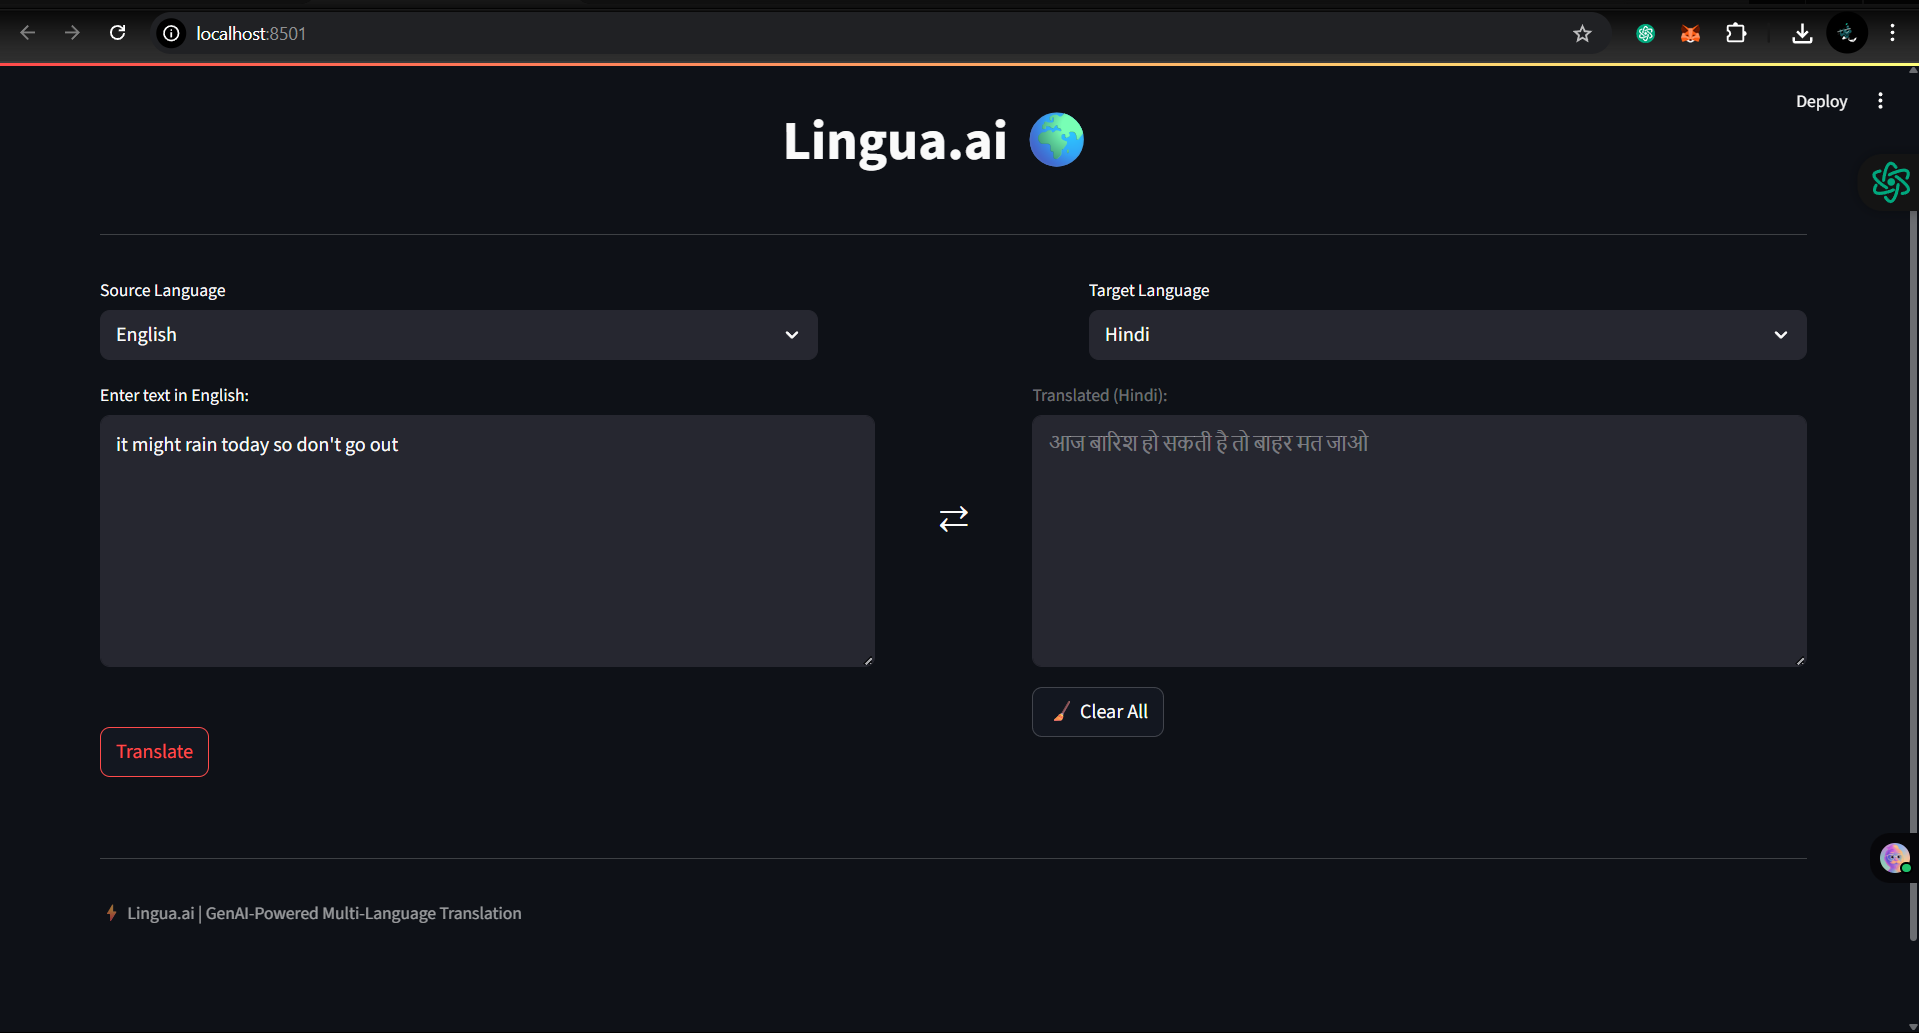 localhost:8501
Deploy
Lingua.ai
Source Language
Target Language
English
Hindi
Enter text in English:
Translated (Hindi):
it might rain today so don't go out
आज बारिश हो सकती है तो बाहर मत जाओ
Clear All
Translate
Lingua.ai | GenAI-Powered Multi-Language Translation